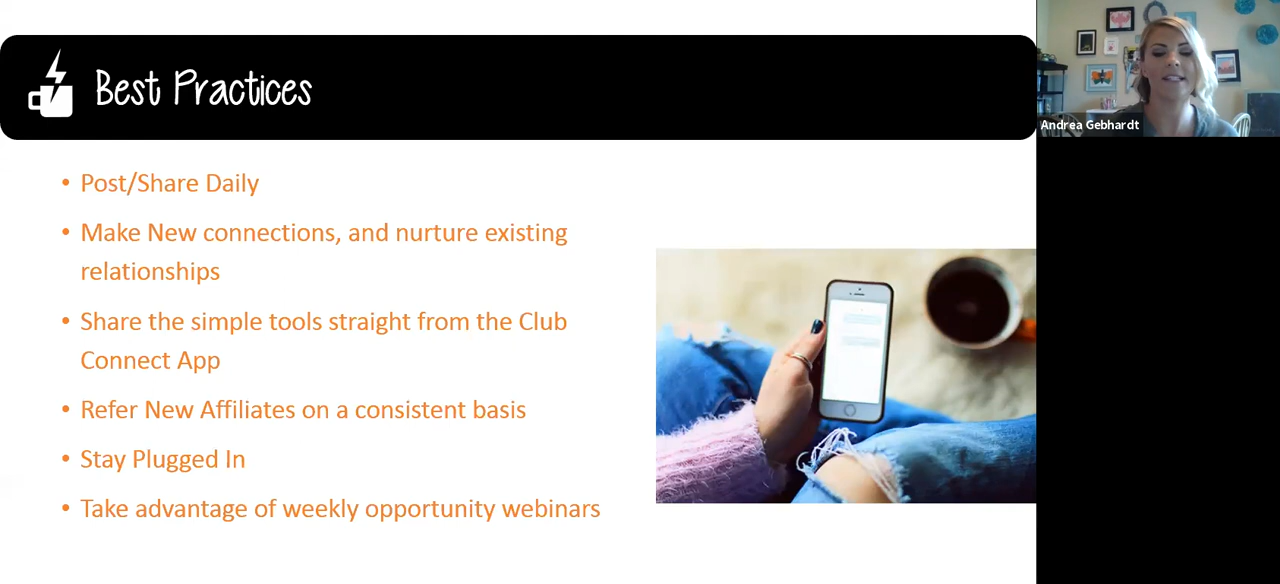 Best Practices
Andrea Gebhardt
• Post/Share Daily
• Make New connections, and nurture existing
relationships
• Share the simple tools straight from the Club
Connect App
• Refer New Affiliates on a consistent basis
• Stay Plugged In
• Take advantage of weekly opportunity webinars